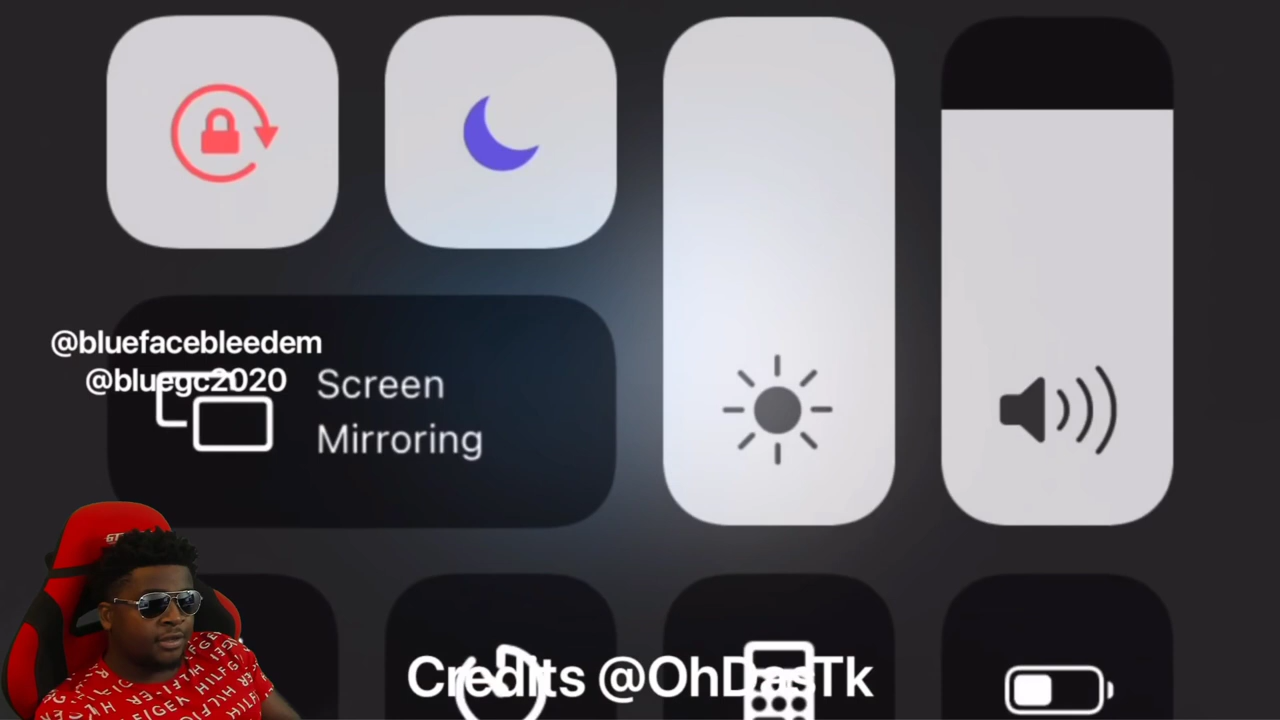 @bluefacebleedem
@bluegc2020
Screen
Mirroring
Credits @OhDasTk